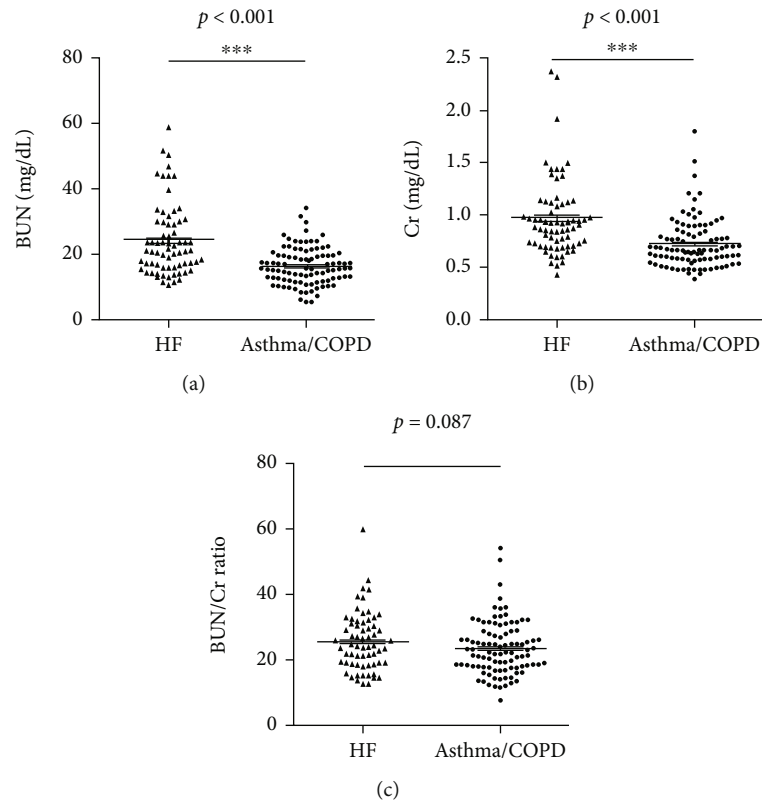 p < 0.001
***
BUN (mg/dL)
80
60
40
20
0
HF Asthma/COPD
(a)
p < 0.001
***
Cr (mg/dL)
2.5
2.0
1.5
1.0
0.5
0.0
HF Asthma/COPD
(b)
p = 0.087
BUN/Cr ratio
80
60
40
20
0
HF Asthma/COPD
(c)